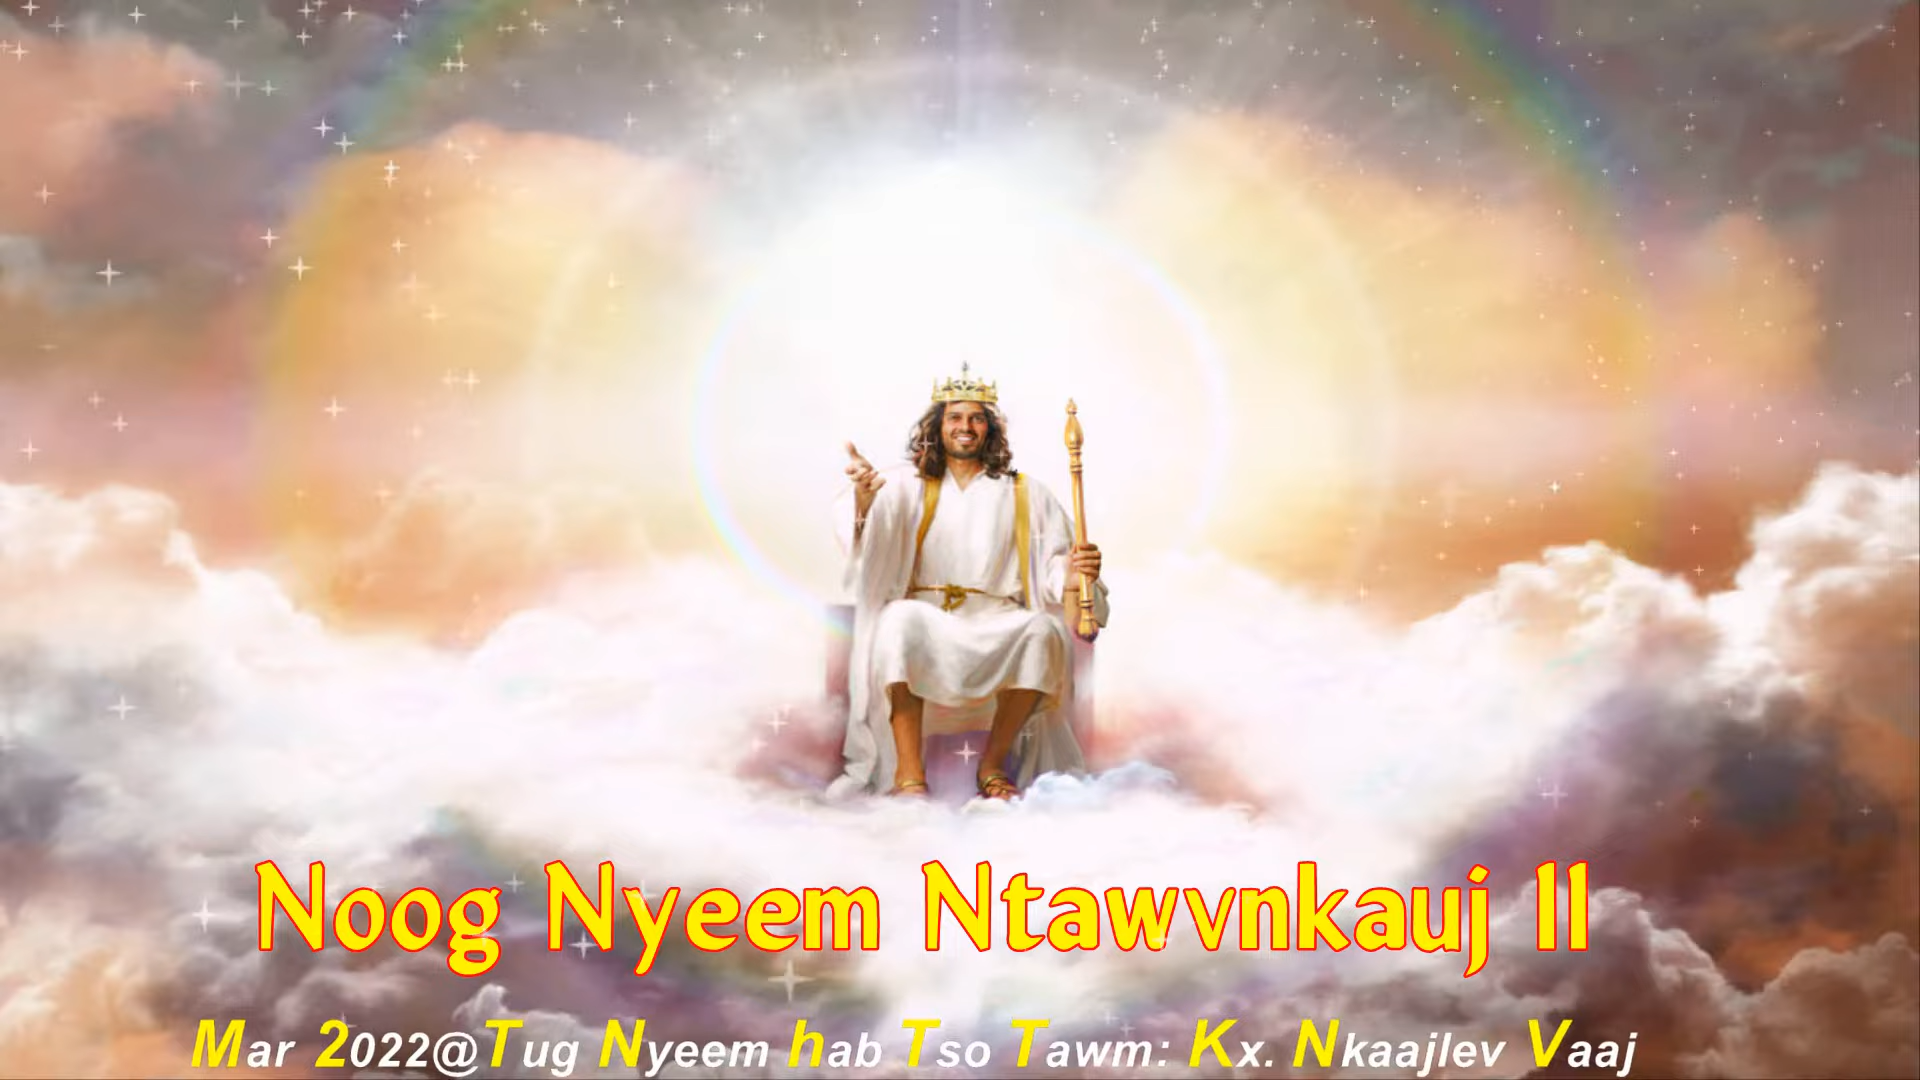 Noog Nyeem Ntawvnkauj II
Mar 2022@Tug Nyeem hab Tso Tawm: Kx. Nkaajlev Vaaj